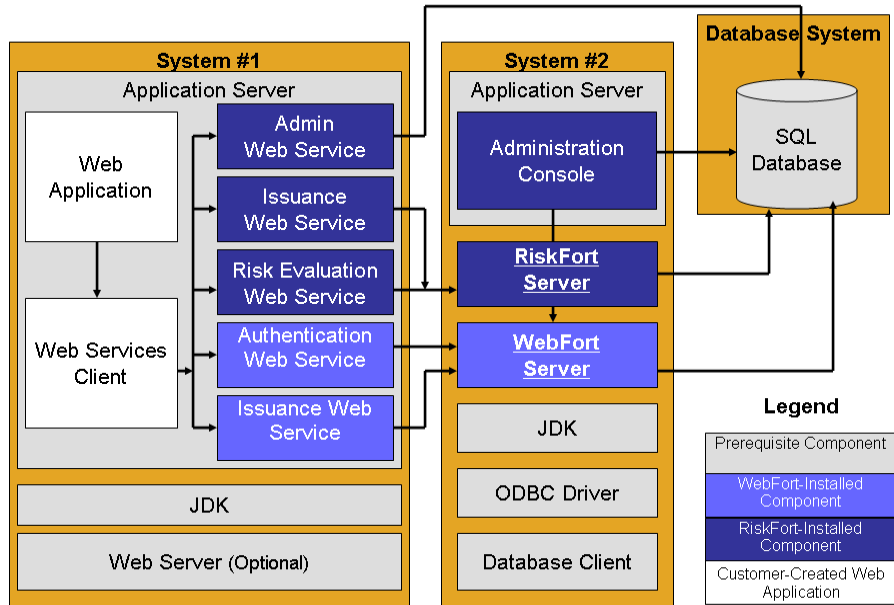 System #1
Application Server
Web
Application
Web Services
Client
Admin
Web Service
Issuance
Web Service
Risk Evaluation
Web Service
Authentication
Web Service
Issuance Web
Service
JDK
Web Server (Optional)
System #2
Application Server
Administration
Console
RiskFort
Server
WebFort
Server
JDK
ODBC Driver
Database Client
Database System
SQL
Database
Legend
Prerequisite Component
WebFort-Installed
Component
RiskFort-Installed
Component
Customer-Created Web
Application